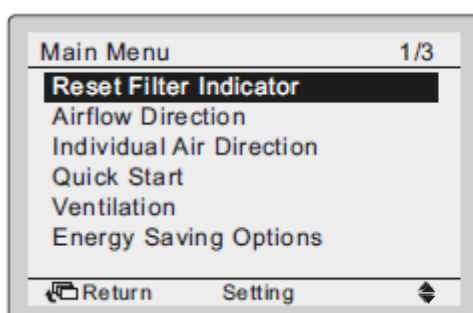 Main Menu 1/3
Reset Filter Indicator
Airflow Direction
Individual Air Direction
Quick Start
Ventilation
Energy Saving Options
Return Setting